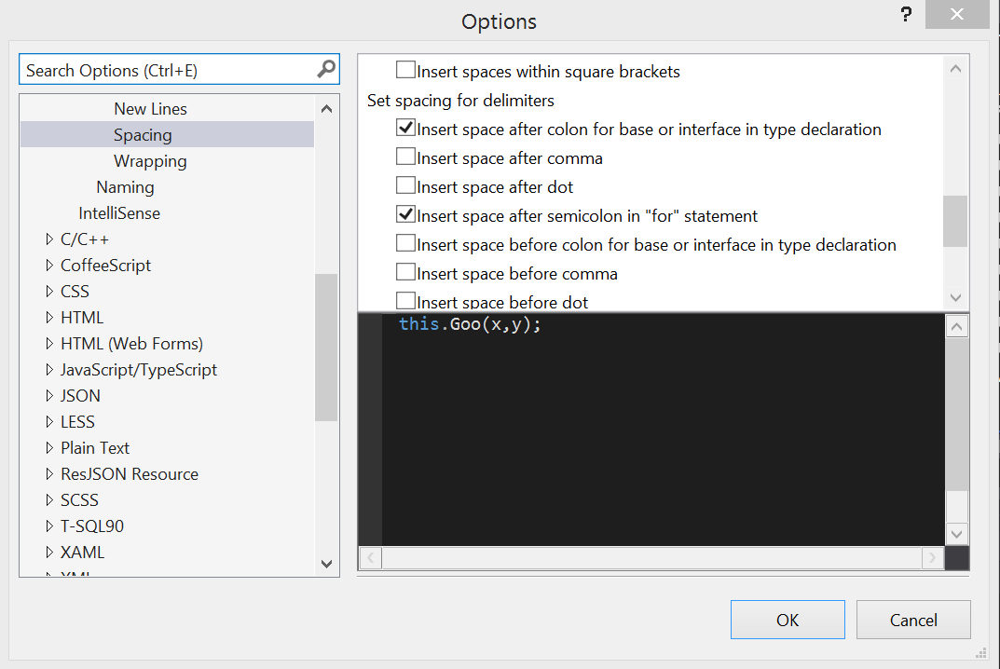 Options
?
Search Options (Ctrl+E)
New Lines
Spacing
Wrapping
Naming
IntelliSense
C/C++
CoffeeScript
CSS
HTML
HTML (Web Forms)
JavaScript/TypeScript
JSON
LESS
Plain Text
ResJSON Resource
SCSS
T-SQL90
XAML
XML
Insert spaces within square brackets
Set spacing for delimiters
Insert space after colon for base or interface in type declaration
Insert space after comma
Insert space after dot
Insert space after semicolon in "for" statement
Insert space before colon for base or interface in type declaration
Insert space before comma
Insert space before dot
this.Goo(x,y);
OK
Cancel